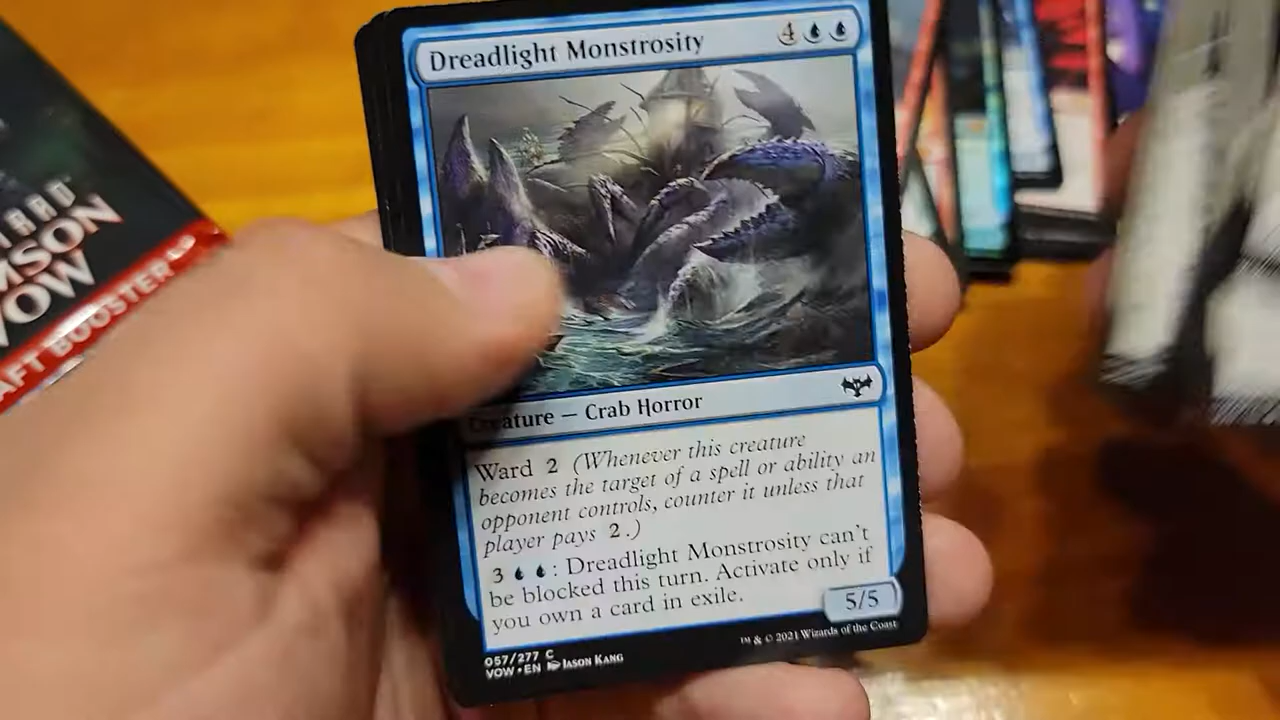 Dreadlight Monstrosity 4
Creature — Crab Horror
Ward 2 (Whenever this creature
becomes the target of a spell or ability an
opponent controls, counter it unless that
player pays 2.)
3 : Dreadlight Monstrosity can't
be blocked this turn. Activate only if
you own a card in exile.
5/5
057/277 C
VOW • EN JASON KANG
™ & © 2021 Wizards of the Coast
TRAD
MSON
VOW
AFT BOOSTER